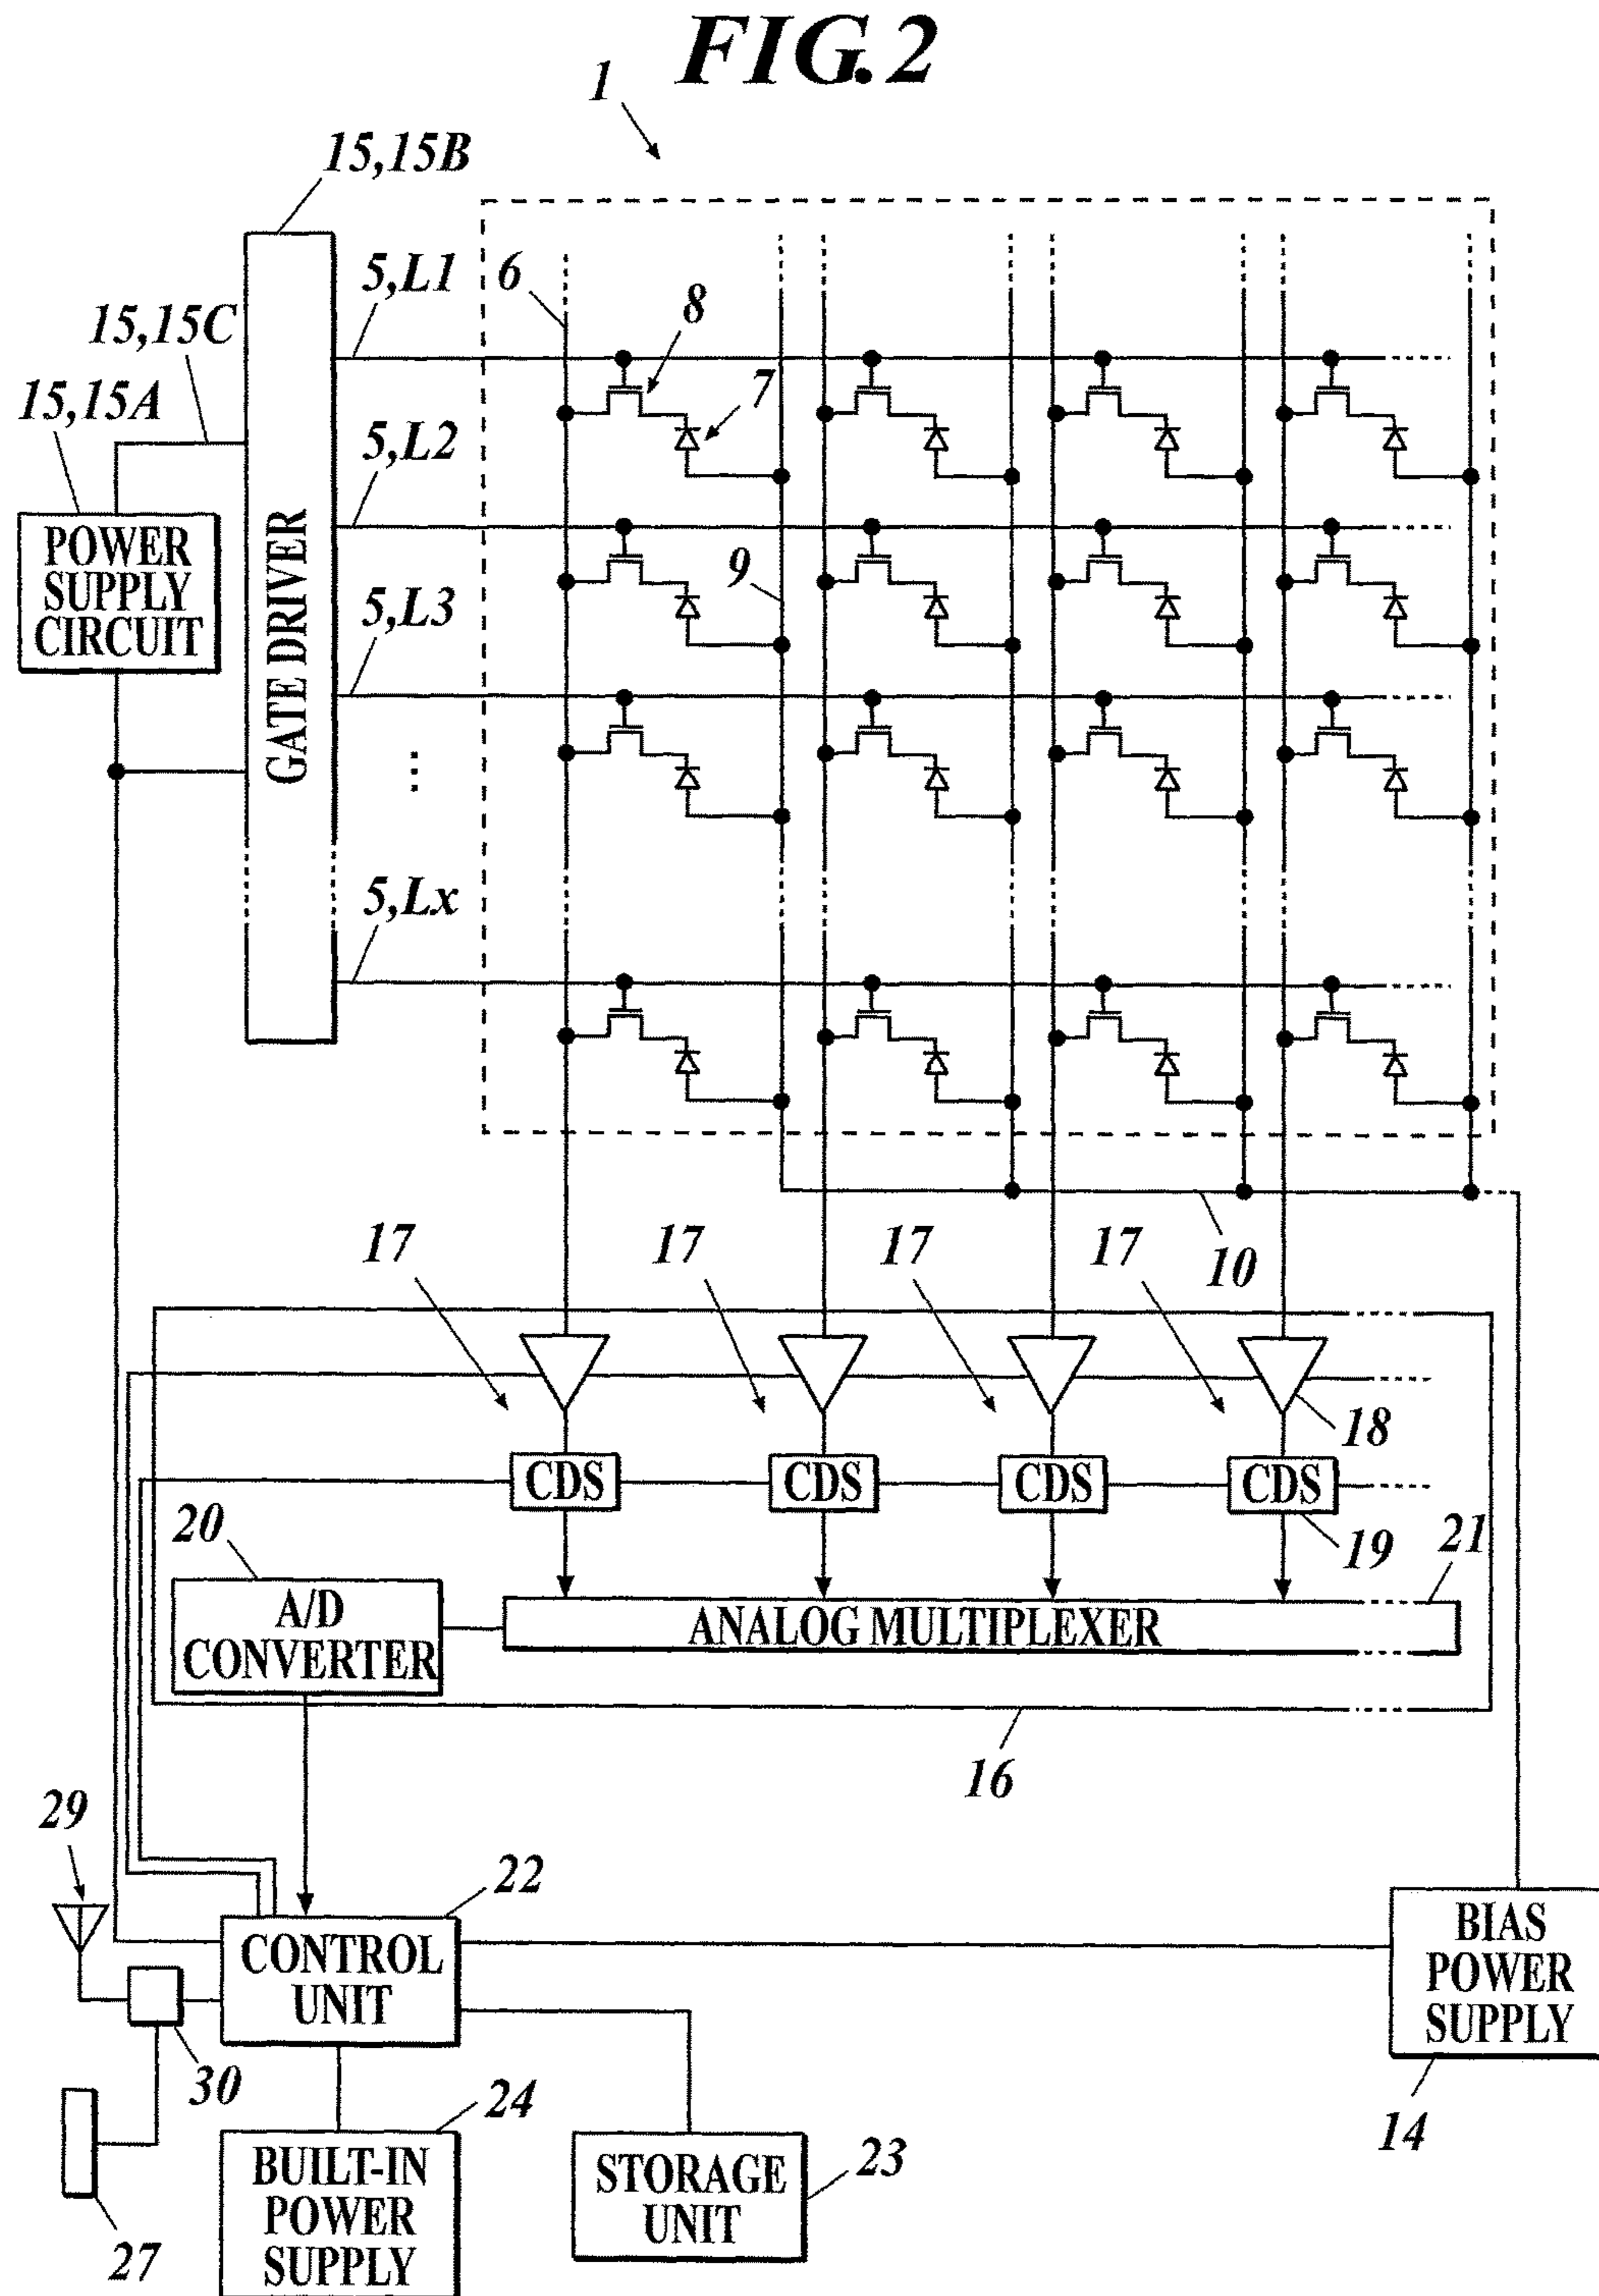 FIG. 2
1
15,15B
5,L1
6
8
15,15C
7
15,15A
5,L2
POWER
SUPPLY
CIRCUIT
GATE DRIVER
9
5,L3
5,Lx
17
17
17
17
10
18
CDS
CDS
CDS
CDS
20
19
21
A/D
CONVERTER
ANALOG MULTIPLEXER
16
29
22
CONTROL
UNIT
BIAS
POWER
SUPPLY
30
24
14
BUILT-IN
POWER
SUPPLY
STORAGE
UNIT
23
27